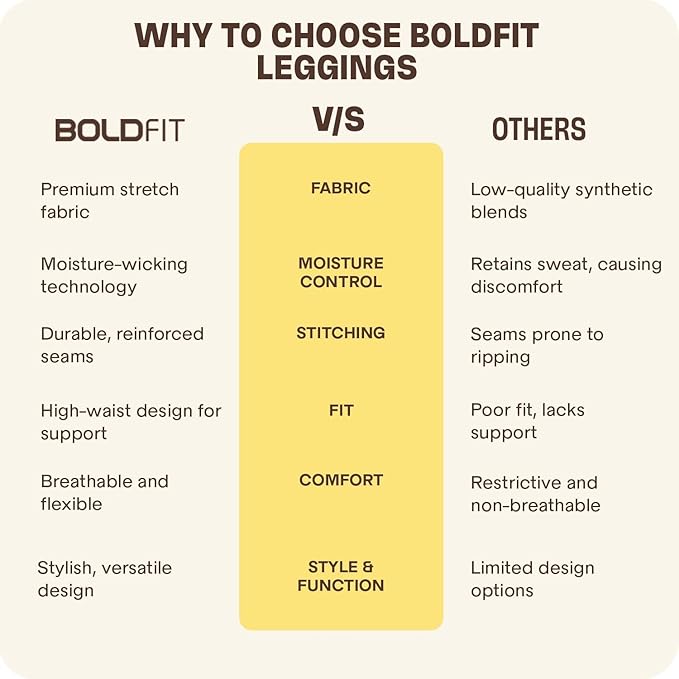 WHY TO CHOOSE BOLDFIT
LEGGINGS
BOLDFIT
V/S
OTHERS
Premium stretch
fabric
FABRIC
Low-quality synthetic
blends
Moisture-wicking
technology
MOISTURE
CONTROL
Retains sweat, causing
discomfort
Durable, reinforced
seams
STITCHING
Seams prone to
ripping
High-waist design for
support
FIT
Poor fit, lacks
support
Breathable and
flexible
COMFORT
Restrictive and
non-breathable
Stylish, versatile
design
STYLE &
FUNCTION
Limited design
options